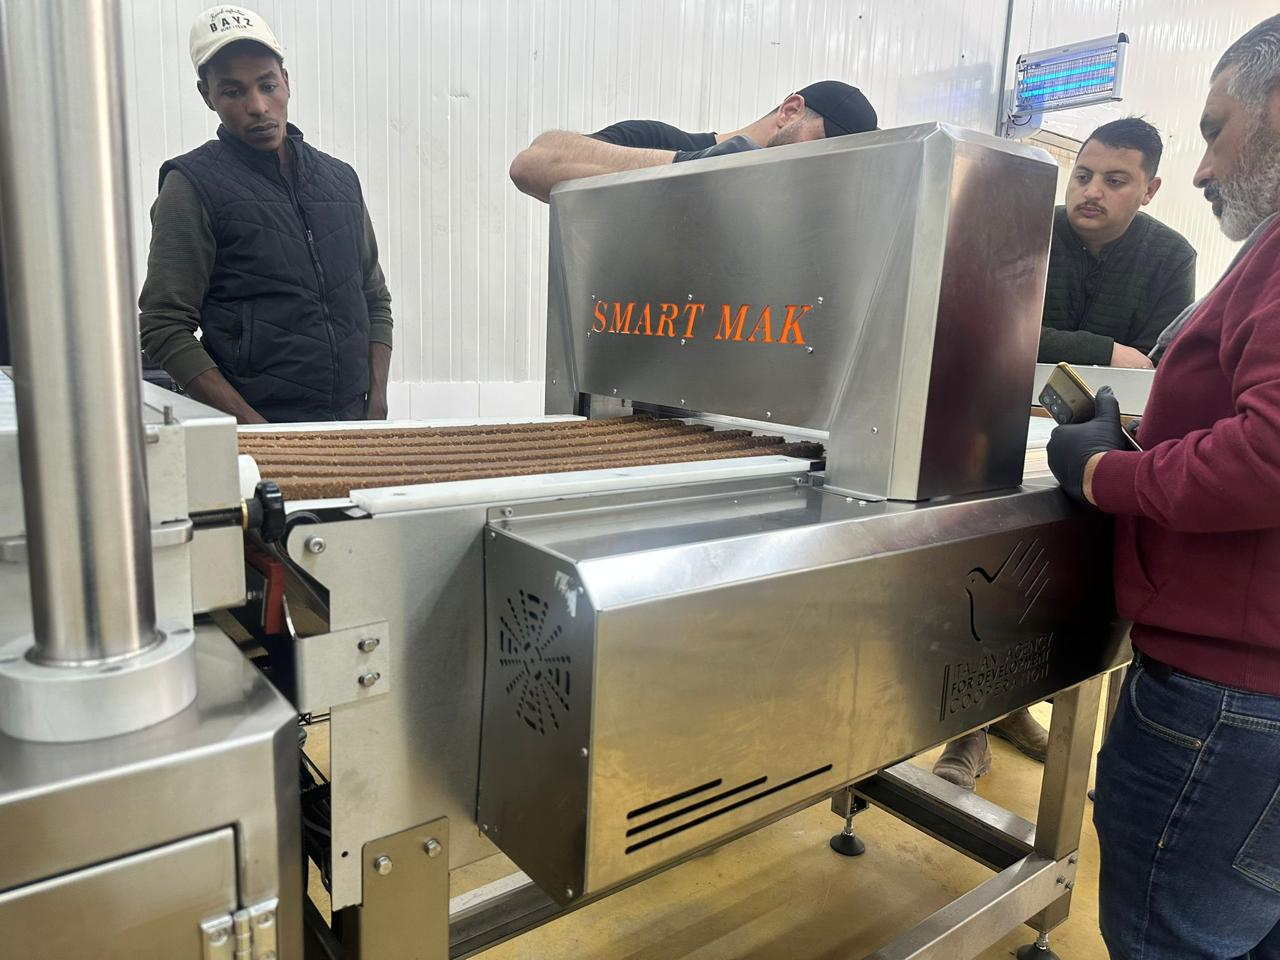 BAYZ
SMART MAK
ITALIAN AGENCY
FOR DEVELOPMENT
COOPERATION